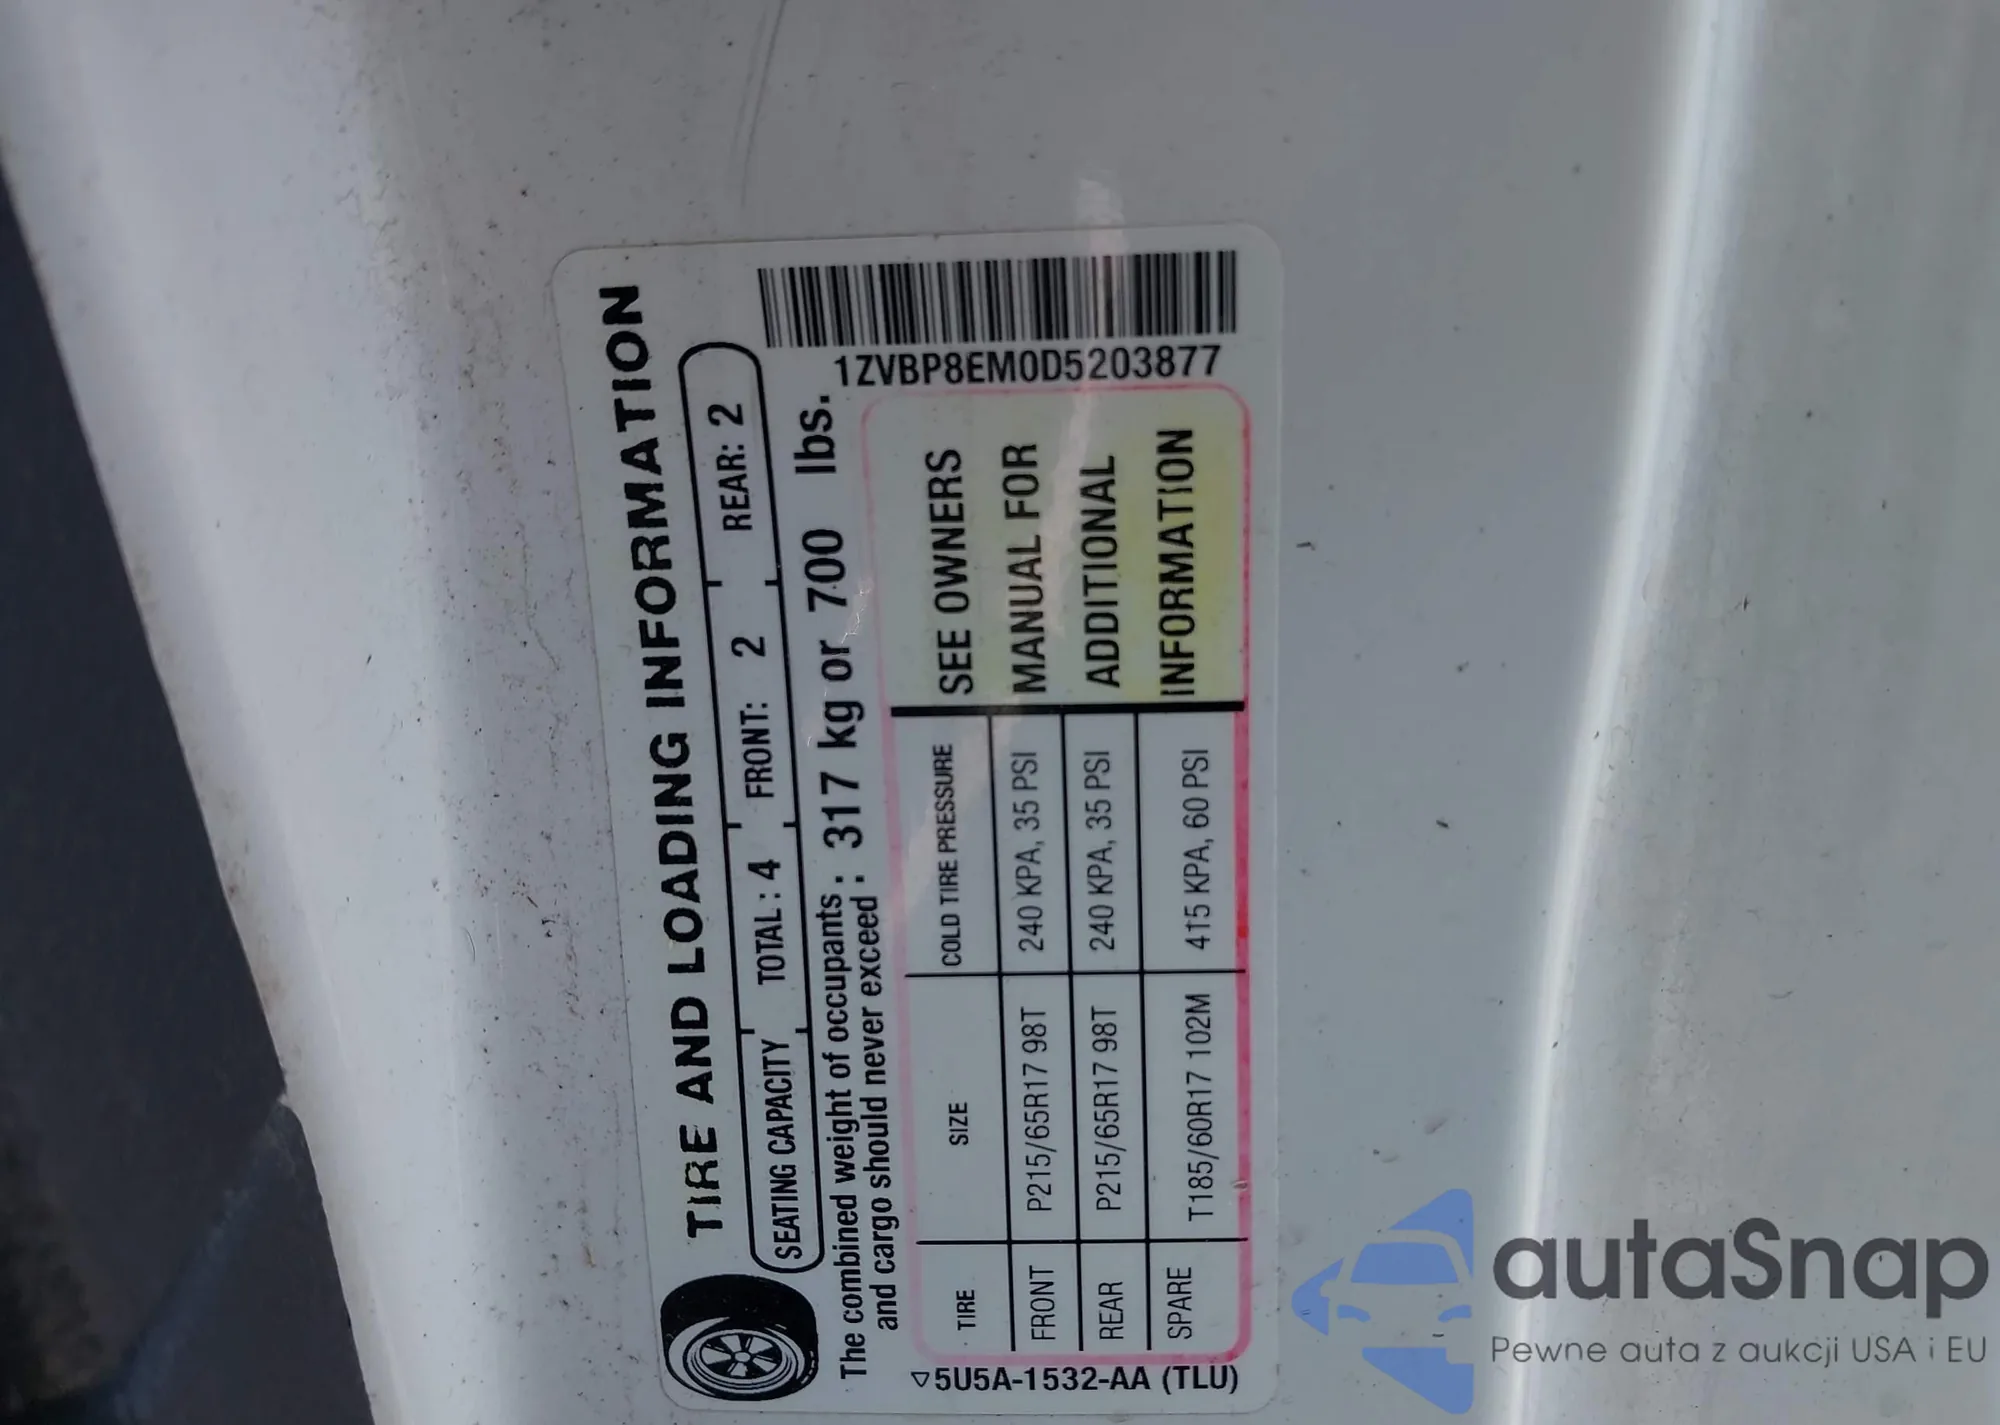 TIRE AND LOADING INFORMATION
SEATING CAPACITY TOTAL : 4 FRONT: 2 REAR: 2
The combined weight of occupants
and cargo should never exceed : 317 kg or 700 lbs.
1ZVBP8EM0D5203877
TIRE SIZE COLD TIRE PRESSURE
FRONT P215/65R17 98T 240 KPA, 35 PSI
REAR P215/65R17 98T 240 KPA, 35 PSI
SPARE T185/60R17 102M 415 KPA, 60 PSI
SEE OWNERS
MANUAL FOR
ADDITIONAL
INFORMATION
5U5A-1532-AA (TLU)
autaSnap
Pewne auta z aukcji USA i EU